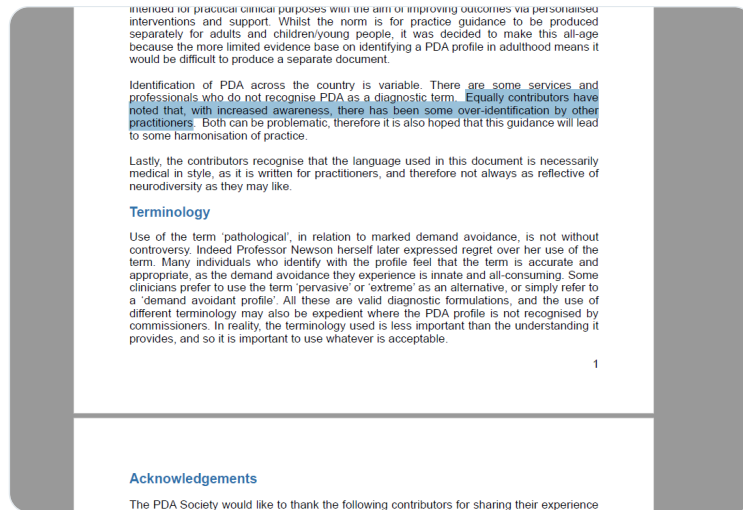 intended for practical clinical purposes with the aim of improving outcomes via personalised
interventions and support. Whilst the norm is for practice guidance to be produced
separately for adults and children/young people, it was decided to make this all-age
because the more limited evidence base on identifying a PDA profile in adulthood means it
would be difficult to produce a separate document.
Identification of PDA across the country is variable. There are some services and
professionals who do not recognise PDA as a diagnostic term. Equally contributors have
noted that, with increased awareness, there has been some over-identification by other
practitioners. Both can be problematic, therefore it is also hoped that this guidance will lead
to some harmonisation of practice.
Lastly, the contributors recognise that the language used in this document is necessarily
medical in style, as it is written for practitioners, and therefore not always as reflective of
neurodiversity as they may like.
Terminology
Use of the term ‘pathological’, in relation to marked demand avoidance, is not without
controversy. Indeed Professor Newson herself later expressed regret over her use of the
term. Many individuals who identify with the profile feel that the term is accurate and
appropriate, as the demand avoidance they experience is innate and all-consuming. Some
clinicians prefer to use the term ‘pervasive’ or ‘extreme’ as an alternative, or simply refer to
a ‘demand avoidant profile’. All these are valid diagnostic formulations, and the use of
different terminology may also be expedient where the PDA profile is not recognised by
commissioners. In reality, the terminology used is less important than the understanding it
provides, and so it is important to use whatever is acceptable.
1
Acknowledgements
The PDA Society would like to thank the following contributors for sharing their experience